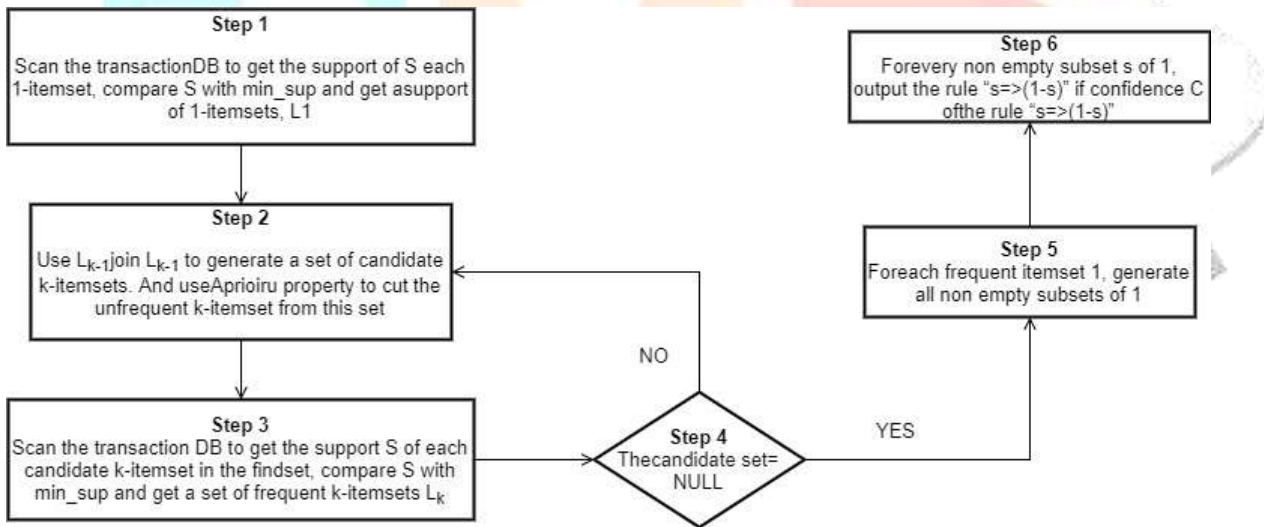 Step 1
Scan the transactionDB to get the support of S each
1-itemset, compare S with min_sup and get asupport
of 1-itemsets, L1
Step 2
Use Lk-1join Lk-1 to generate a set of candidate
k-itemsets. And useAprioiru property to cut the
unfrequent k-itemset from this set
Step 3
Scan the transaction DB to get the support S of each
candidate k-itemset in the findset, compare S with
min_sup and get a set of frequent k-itemsets Lk
Step 4
Thecandidate set=
NULL
NO
YES
Step 5
Foreach frequent itemset 1, generate
all non empty subsets of 1
Step 6
Forevery non empty subset s of 1,
output the rule “s=>(1-s)” if confidence C
ofthe rule “s=>(1-s)”